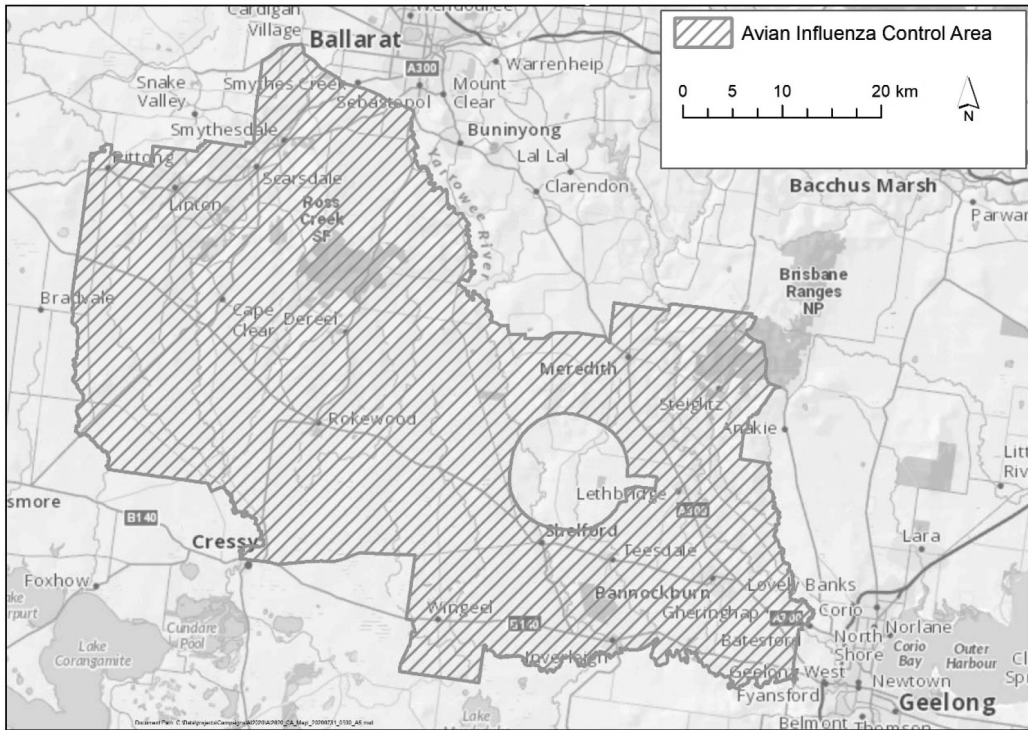 Cardigan
Village
Wendouree
Ballarat
A300
Warrenheip
Snake
Valley
Smythes Creek
Sebastopol
Mount
Clear
Smythesdale
Buninyong
Pittong
Scarsdale
Linton
Ross
Creek
SF
Yarrowee River
Lal Lal
Clarendon
Bacchus Marsh
Parwan
Brisbane
Ranges
NP
Bradvale
Cape
Clear
Dereel
Meredith
Steiglitz
Rokewood
Anakie
Lethbridge
A300
Litt
Riv
smore
B140
Cressy
Shelford
Lara
Foxhow
Teesdale
Bannockburn
Lovely Banks
Wingeel
Gheringhap
Corio
B140
A300
Batesford
Norlane
Inverleigh
North
Shore
Corio
Bay
Outer
Harbour
Lake
Corangamite
Cundare
Pool
Geelong West
Newtown
Fyansford
Geelong
Belmont
Thomson
Lake
Avian Influenza Control Area
0 5 10 20 km
N